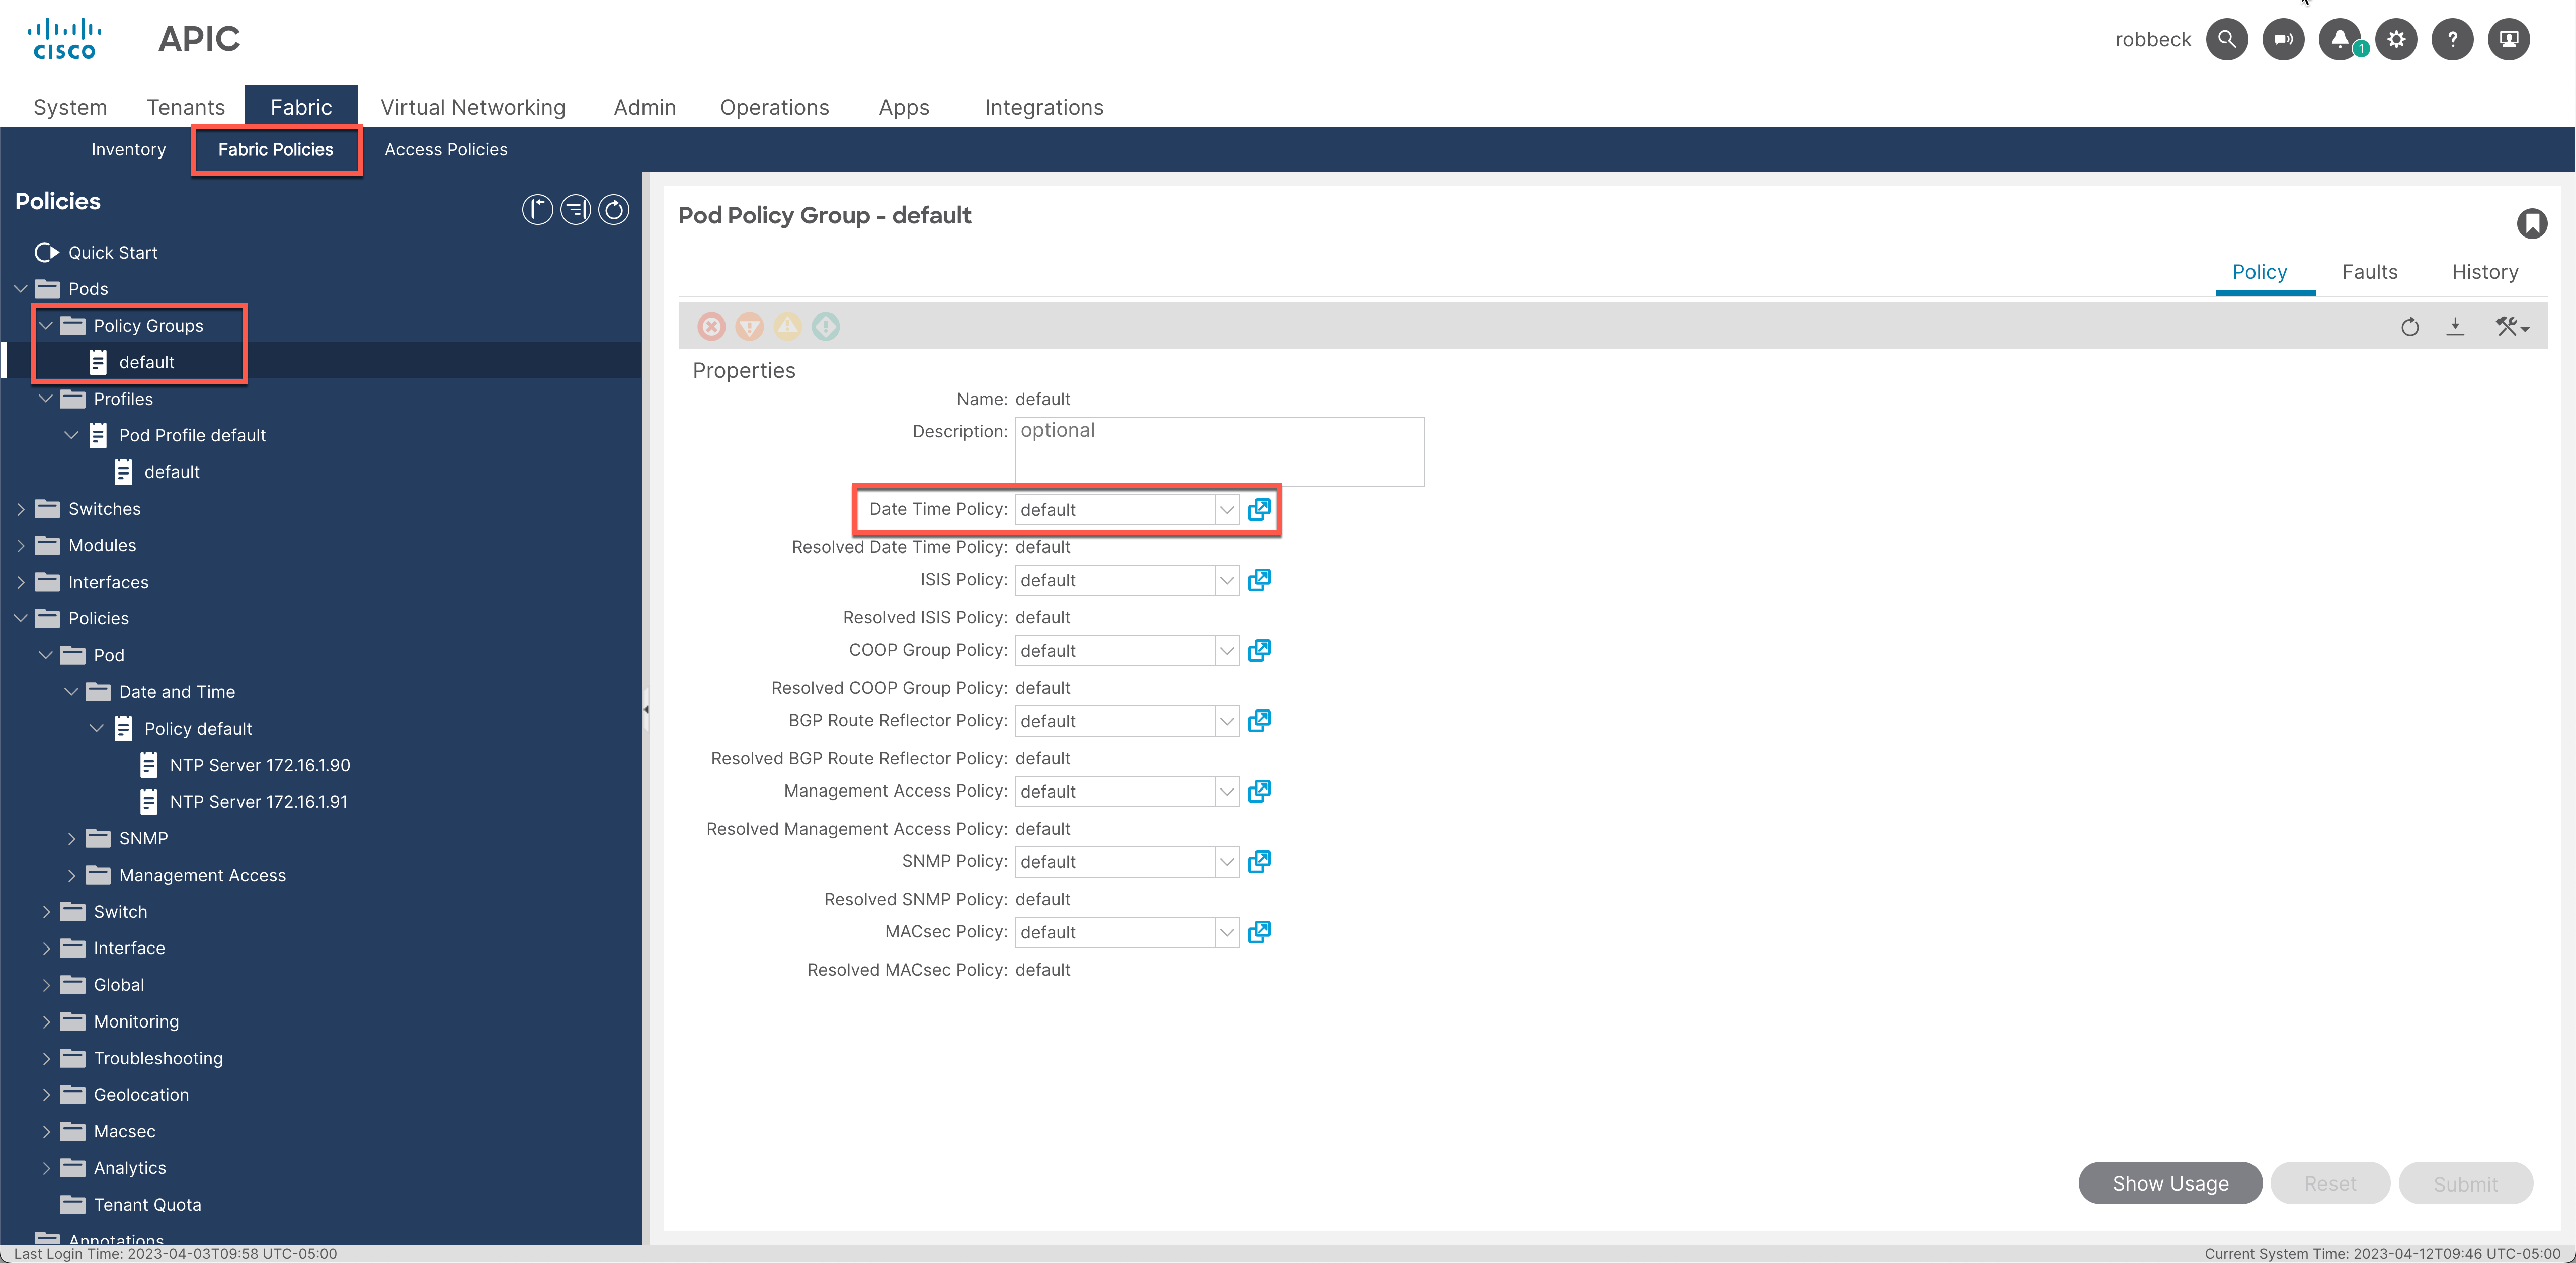 CISCO
APIC
robbeck
1
System Tenants Fabric Virtual Networking Admin Operations Apps Integrations
Inventory Fabric Policies Access Policies
Policies
Quick Start
Pods
Policy Groups
default
Profiles
Pod Profile default
default
Switches
Modules
Interfaces
Policies
Pod
Date and Time
Policy default
NTP Server 172.16.1.90
NTP Server 172.16.1.91
SNMP
Management Access
Switch
Interface
Global
Monitoring
Troubleshooting
Geolocation
Macsec
Analytics
Tenant Quota
Annotations
Pod Policy Group - default
Policy Faults History
Properties
Name: default
Description: optional
Date Time Policy: default
Resolved Date Time Policy: default
ISIS Policy: default
Resolved ISIS Policy: default
COOP Group Policy: default
Resolved COOP Group Policy: default
BGP Route Reflector Policy: default
Resolved BGP Route Reflector Policy: default
Management Access Policy: default
Resolved Management Access Policy: default
SNMP Policy: default
Resolved SNMP Policy: default
MACsec Policy: default
Resolved MACsec Policy: default
Show Usage Reset Submit
Last Login Time: 2023-04-03T09:58 UTC-05:00
Current System Time: 2023-04-12T09:46 UTC-05:00